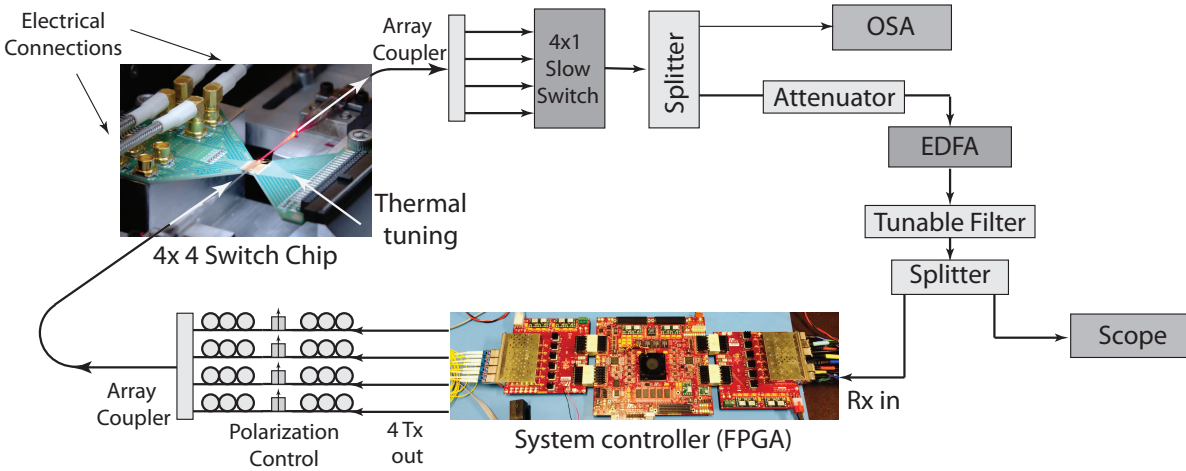 Electrical
Connections
Array
Coupler
4x1
Slow
Switch
Splitter
OSA
Attenuator
EDFA
Thermal
tuning
4x 4 Switch Chip
Tunable Filter
Splitter
Scope
Array
Coupler
Polarization
Control
4 Tx
out
System controller (FPGA)
Rx in